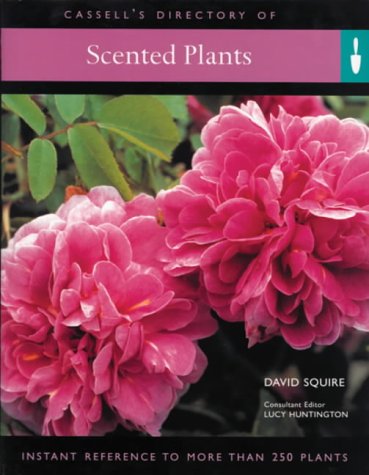 CASSELL'S DIRECTORY OF
Scented Plants
DAVID SQUIRE
Consultant Editor
LUCY HUNTINGTON
INSTANT REFERENCE TO MORE THAN 250 PLANTS